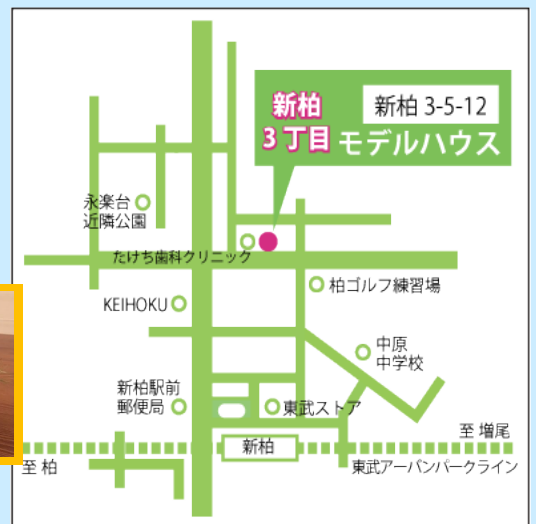 新柏
3丁目
新柏 3-5-12
モデルハウス
永楽台
近隣公園
たけち歯科クリニック
柏ゴルフ練習場
KEIHOKU
中原
中学校
新柏駅前
郵便局
東武ストア
至 増尾
新柏
至 柏
東武アーバンパークライン